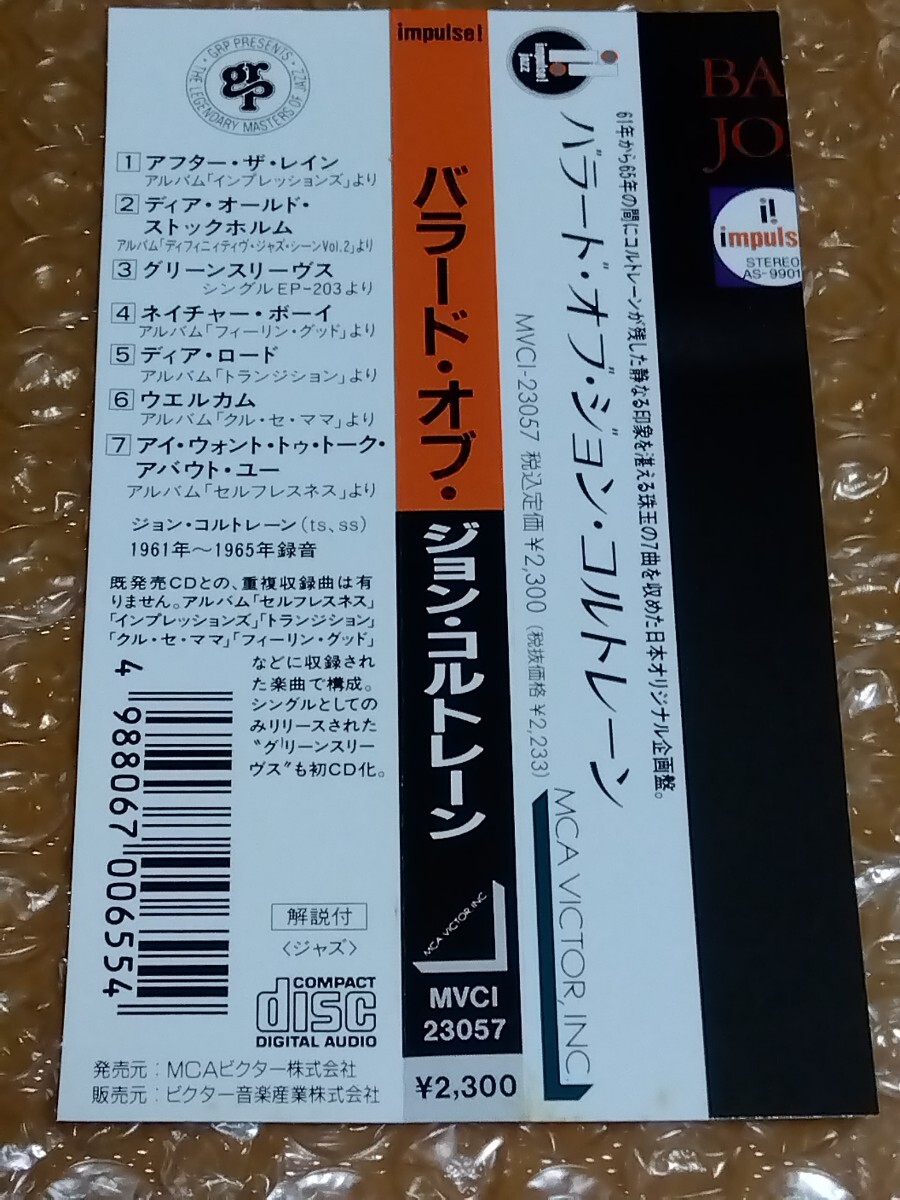 GRP PRESENTS
THE LEGENDARY MASTERS OF JAZZ
grp
1 アフター・ザ・レイン
アルバム「インプレッションズ」より
2 ディア・オールド・
ストックホルム
アルバム「ディフィニィティヴ・ジャズ・シーンVol.2」より
3 グリーンスリーヴス
シングルEP-203より
4 ネイチャー・ボーイ
アルバム「フィーリン・グッド」より
5 ディア・ロード
アルバム「トランジション」より
6 ウエルカム
アルバム「クル・セ・ママ」より
7 アイ・ウォント・トゥ・トーク・
アバウト・ユー
アルバム「セルフレスネス」より
ジョン・コルトレーン(ts、ss)
1961年〜1965年録音
既発売CDとの、重複収録曲は有
りません。アルバム「セルフレスネス」
「インプレッションズ」「トランジション」
「クル・セ・ママ」「フィーリン・グッド」
などに収録され
た楽曲で構成。
シングルとしての
みリリースされた
“グリーンスリー
ヴス”も初CD化。
4 988067 006554
解説付
〈ジャズ〉
COMPACT
disc
DIGITAL AUDIO
発売元：MCAビクター株式会社
販売元：ビクター音楽産業株式会社
impulse!
バラード・オブ・ジョン・コルトレーン
MCA VICTOR, INC.
MVCI
23057
¥2,300
impulse!
jazz
61年から65年の間にコルトレーンが残した静なる印象を湛える珠玉の7曲を収めた日本オリジナル企画盤。
バラード・オブ・ジョン・コルトレーン
MVCI-23057 税込定価¥2,300(税抜価格¥2,233)
MCA VICTOR, INC.
BA
JO
impuls
STEREO
AS-9901